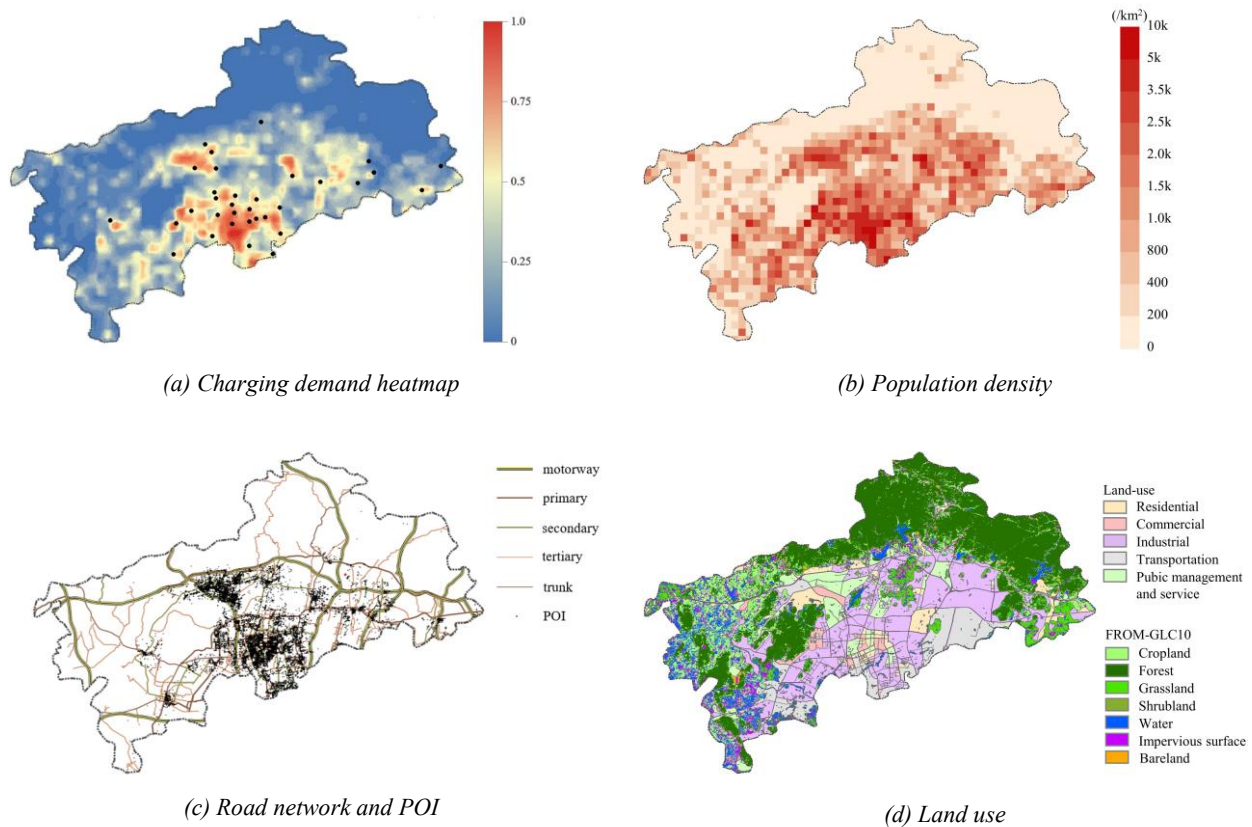 1.0
0.75
0.5
0.25
0
(a) Charging demand heatmap
(/km²)
10k
5k
3.5k
2.5k
2.0k
1.5k
1.0k
800
400
200
0
(b) Population density
motorway
primary
secondary
tertiary
trunk
POI
(c) Road network and POI
Land-use
Residential
Commercial
Industrial
Transportation
Pubic management
and service
FROM-GLC10
Cropland
Forest
Grassland
Shrubland
Water
Impervious surface
Bareland
(d) Land use